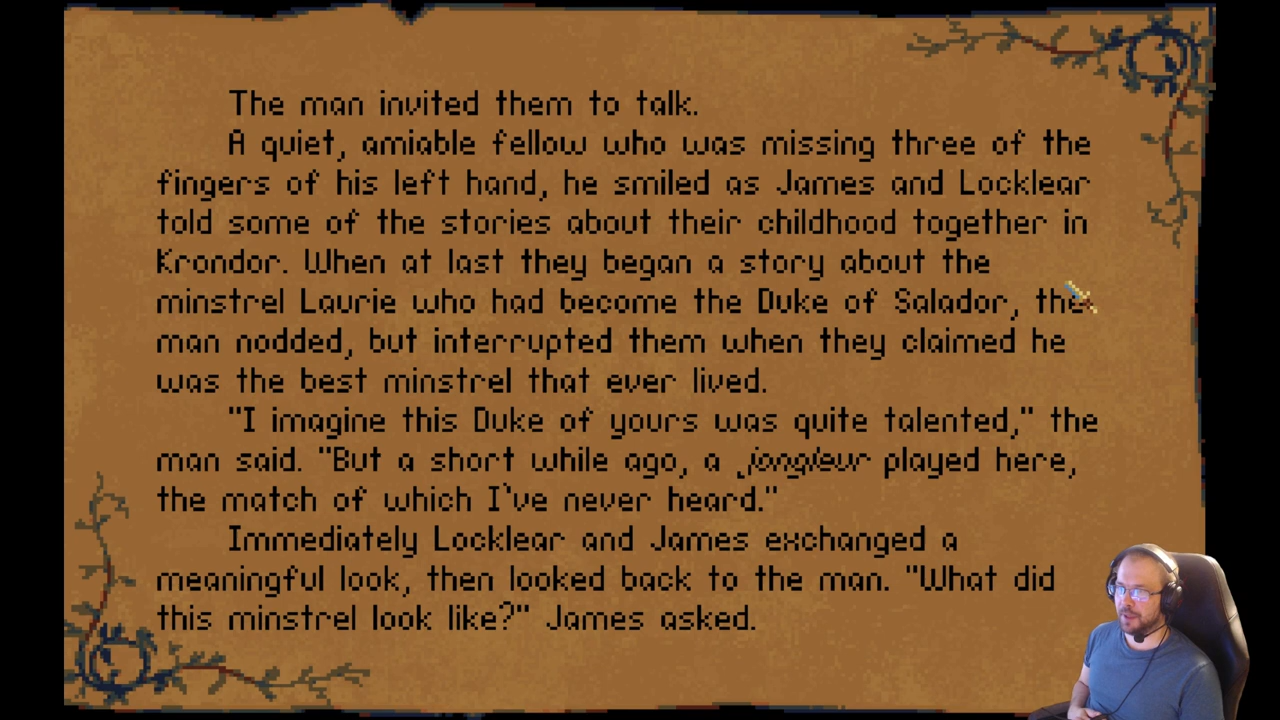 The man invited them to talk.
A quiet, amiable fellow who was missing three of the
fingers of his left hand, he smiled as James and Locklear
told some of the stories about their childhood together in
Krondor. When at last they began a story about the
minstrel Laurie who had become the Duke of Salador, the
man nodded, but interrupted them when they claimed he
was the best minstrel that ever lived.
"I imagine this Duke of yours was quite talented," the
man said. "But a short while ago, a jongleur played here,
the match of which I've never heard."
Immediately Locklear and James exchanged a
meaningful look, then looked back to the man. "What did
this minstrel look like?" James asked.